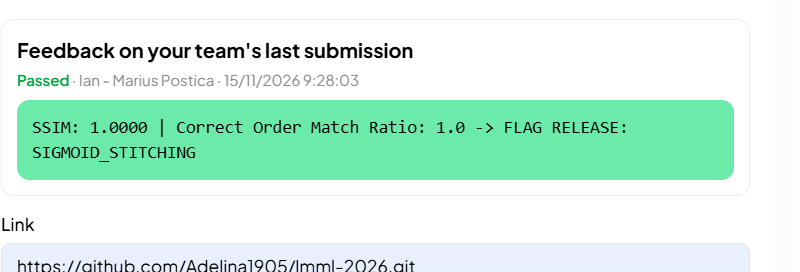 Feedback on your team's last submission
Passed · Ian - Marius Postica · 15/11/2026 9:28:03
SSIM: 1.0000 | Correct Order Match Ratio: 1.0 -> FLAG RELEASE:
SIGMOID_STITCHING
Link
https://github.com/Adelina1905/lmml-2026.git